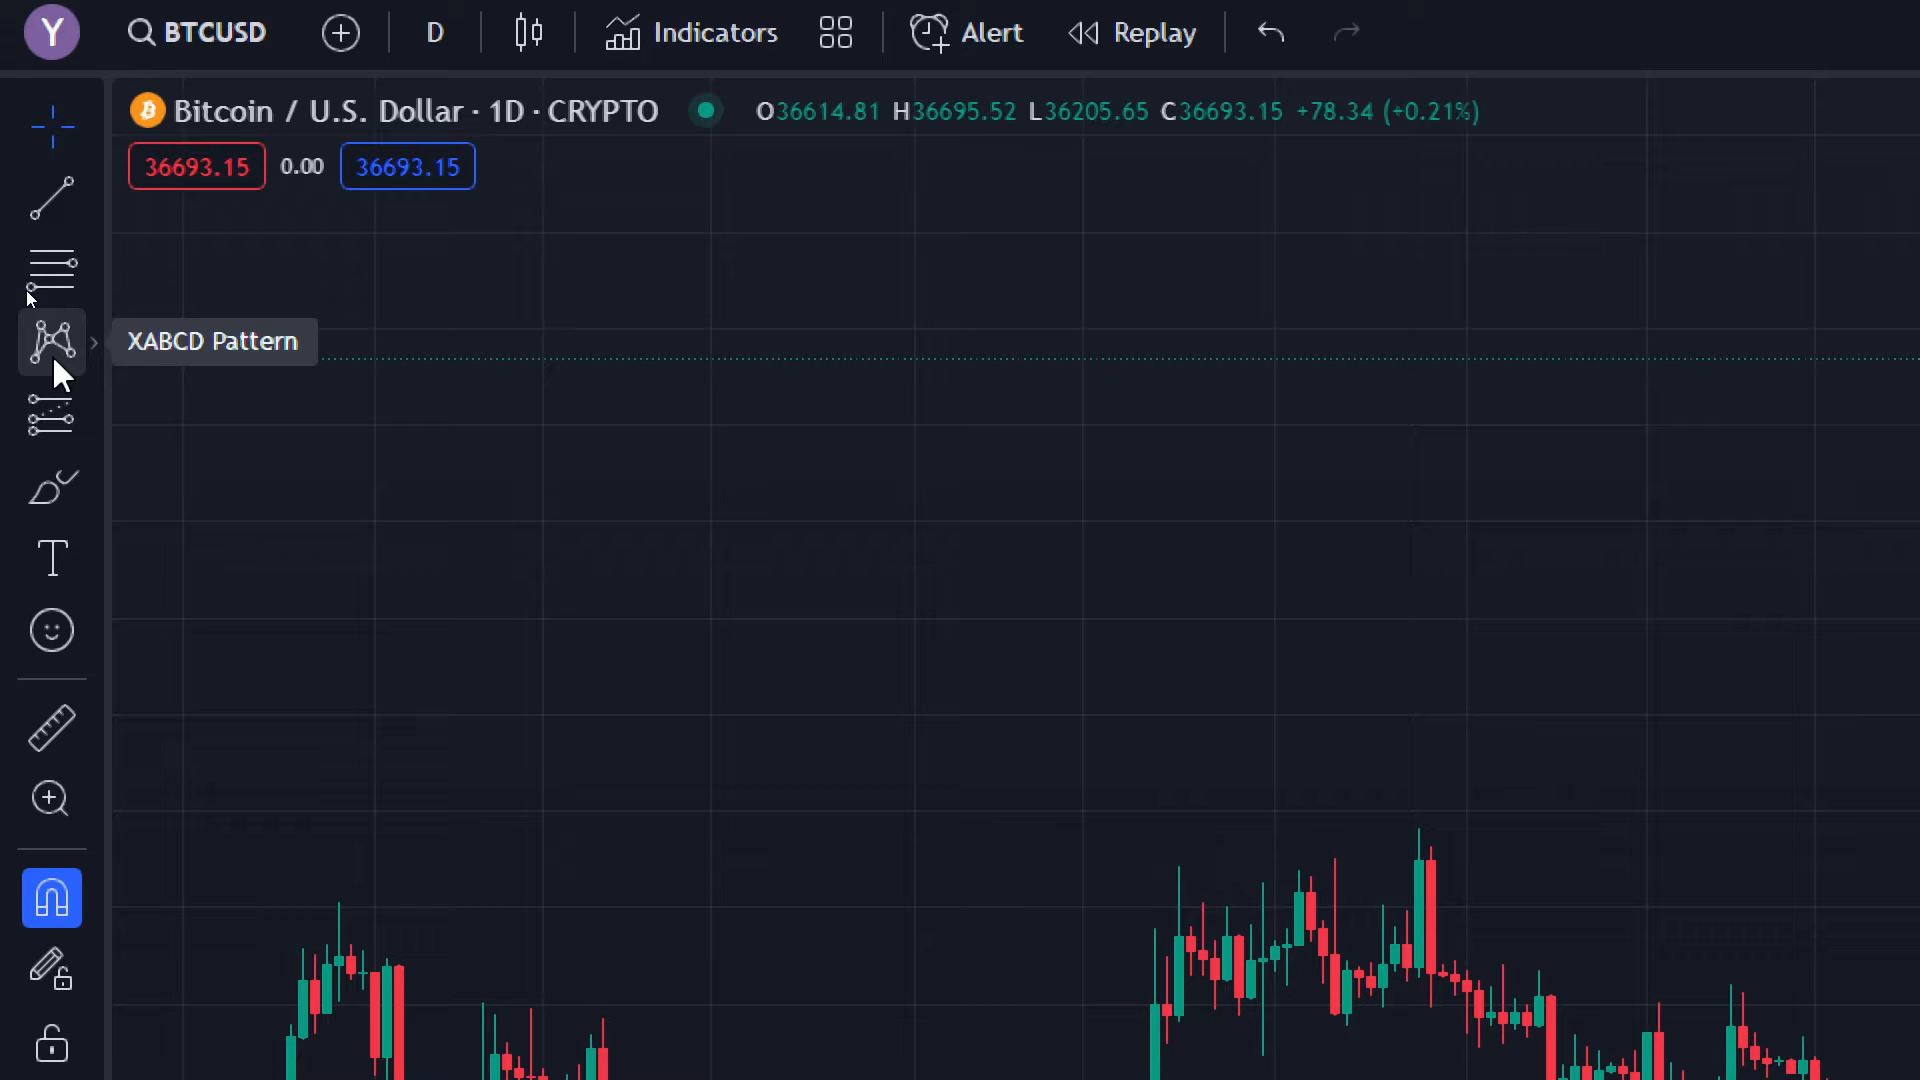 Y BTCUSD D Indicators Alert Replay
Bitcoin / U.S. Dollar · 1D · CRYPTO O36614.81 H36695.52 L36205.65 C36693.15 +78.34 (+0.21%)
36693.15 0.00 36693.15
XABCD Pattern
T